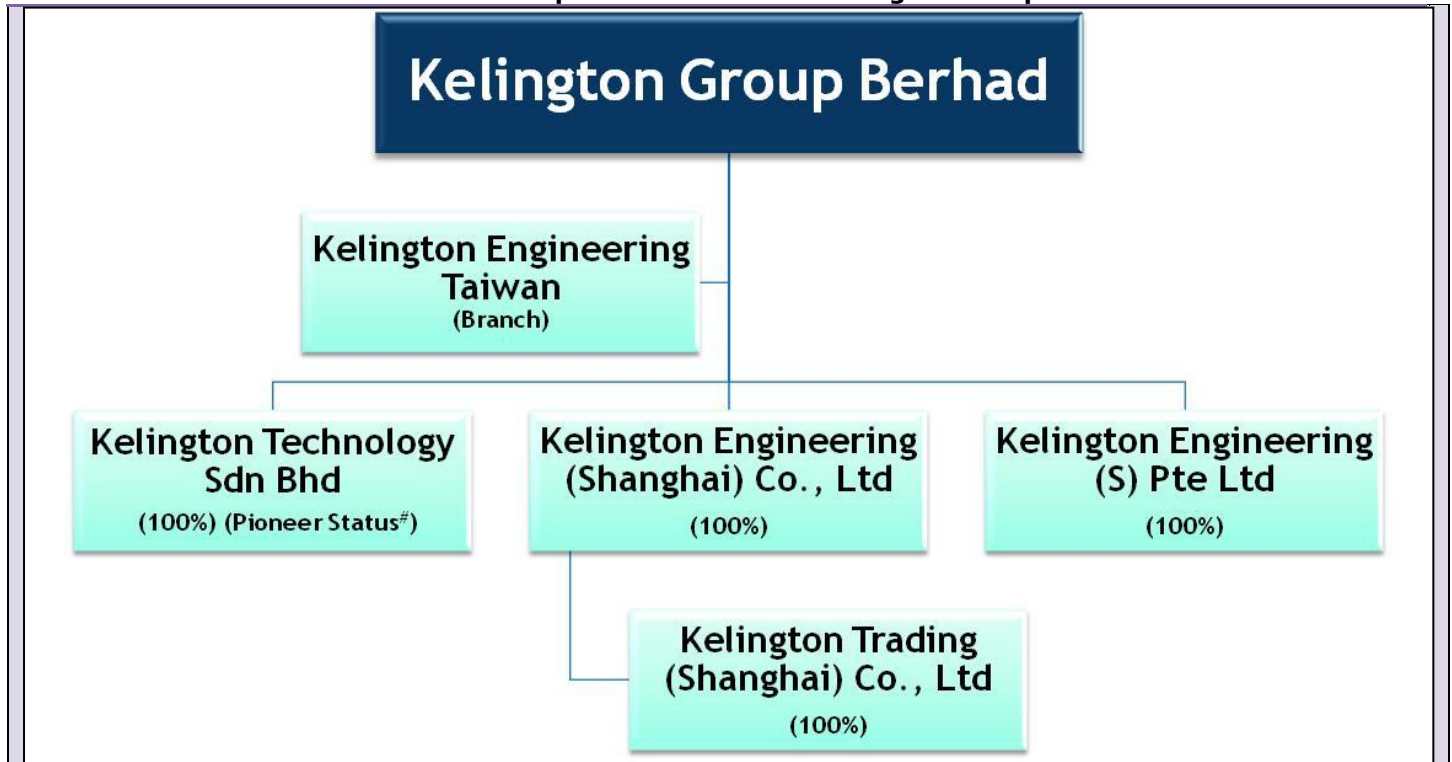 Kelington Group Berhad
Kelington Engineering
Taiwan
(Branch)
Kelington Technology
Sdn Bhd
(100%) (Pioneer Status#)
Kelington Engineering
(Shanghai) Co., Ltd
(100%)
Kelington Engineering
(S) Pte Ltd
(100%)
Kelington Trading
(Shanghai) Co., Ltd
(100%)